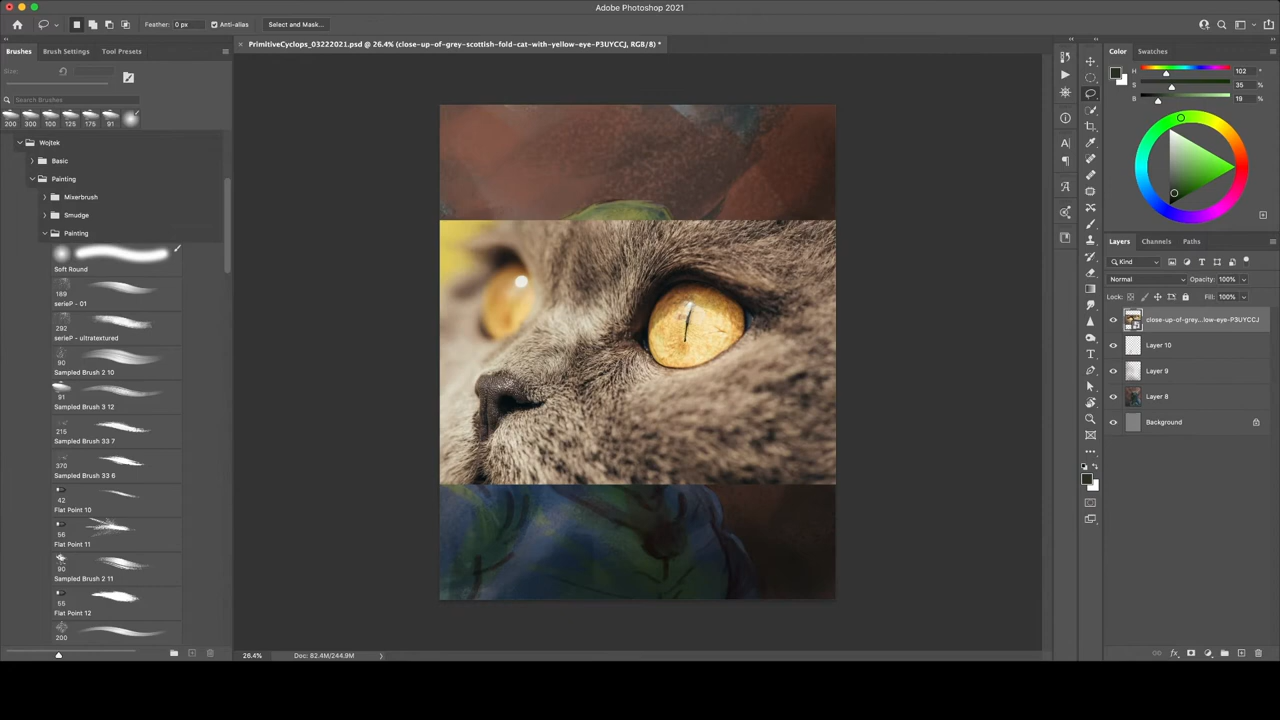 Adobe Photoshop 2021
Feather: 0 px
Anti-alias
Select and Mask...
Brushes
Brush Settings
Tool Presets
PrimitiveCyclops_03222021.psd @ 26.4% (close-up-of-grey-scottish-fold-cat-with-yellow-eye-P3UYCCJ, RGB/8) *
Size:
Search Brushes
200 300 100 125 175 91
Wojtek
Basic
Painting
Mixerbrush
Smudge
Painting
Soft Round
189
serieP - 01
292
serieP - ultratextured
90
Sampled Brush 2 10
91
Sampled Brush 3 12
215
Sampled Brush 33 7
370
Sampled Brush 33 6
42
Flat Point 10
56
Flat Point 11
90
Sampled Brush 2 11
55
Flat Point 12
200
26.4%
Doc: 82.4M/244.9M
Color
Swatches
H 102 °
S 35 %
B 19 %
Layers
Channels
Paths
Kind
Normal
Opacity: 100%
Lock:
Fill: 100%
close-up-of-grey...low-eye-P3UYCCJ
Layer 10
Layer 9
Layer 8
Background